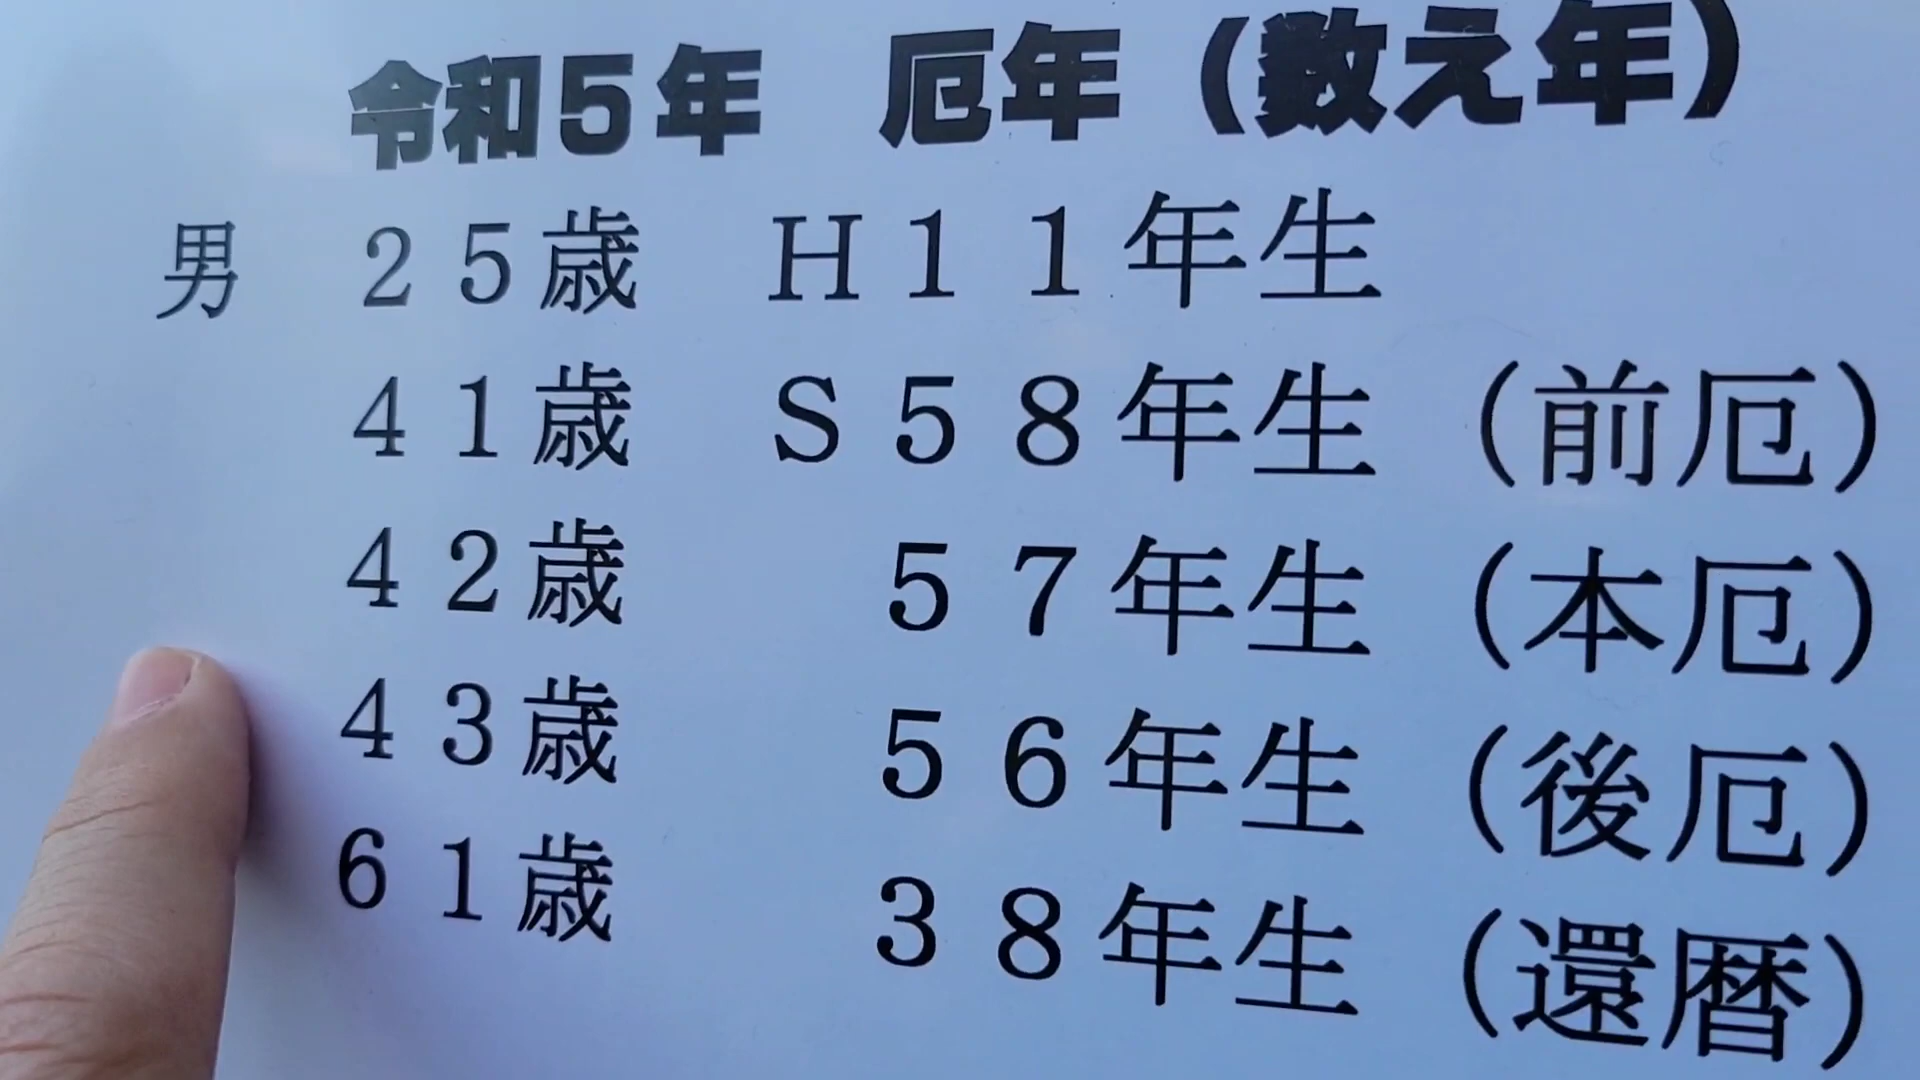 令和５年　厄年（数え年）
男　２５歳　Ｈ１１年生
４１歳　Ｓ５８年生（前厄）
４２歳　５７年生（本厄）
４３歳　５６年生（後厄）
６１歳　３８年生（還暦）